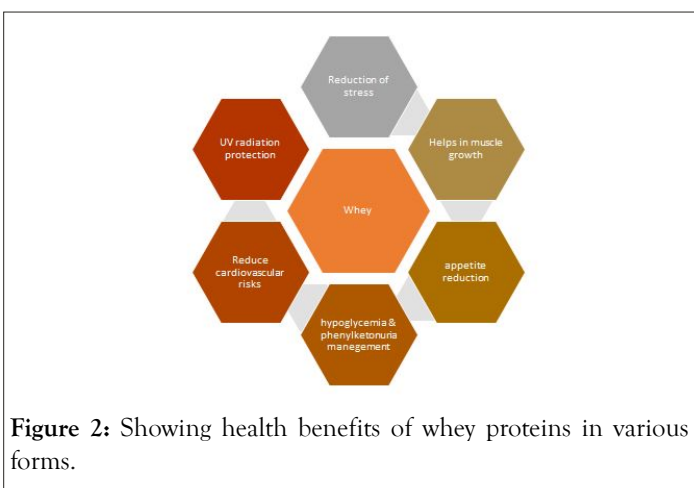 Reduction of
stress
UV radiation
protection
Helps in muscle
growth
Whey
Reduce
cardiovascular
risks
appetite
reduction
hypoglycemia &
phenylketonuria
manegement
Figure 2: Showing health benefits of whey proteins in various
forms.